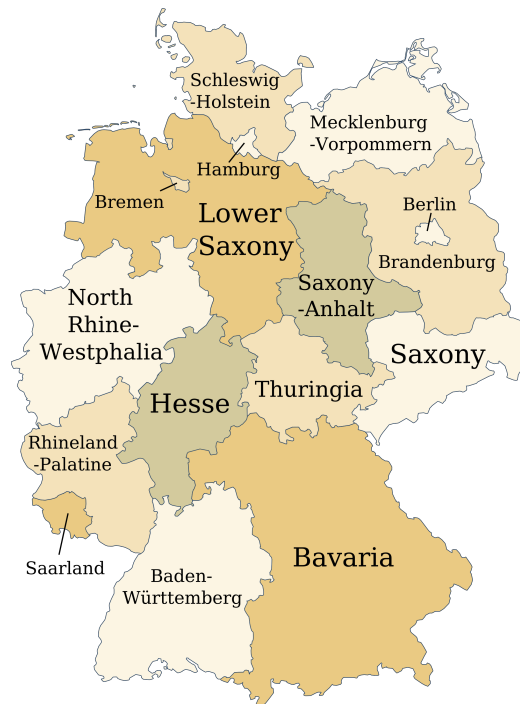 Schleswig
-Holstein
Mecklenburg
-Vorpommern
Hamburg
Bremen
Lower
Saxony
Berlin
Brandenburg
Saxony
-Anhalt
North
Rhine-
Westphalia
Saxony
Hesse
Thuringia
Rhineland
-Palatine
Saarland
Bavaria
Baden-
Württemberg